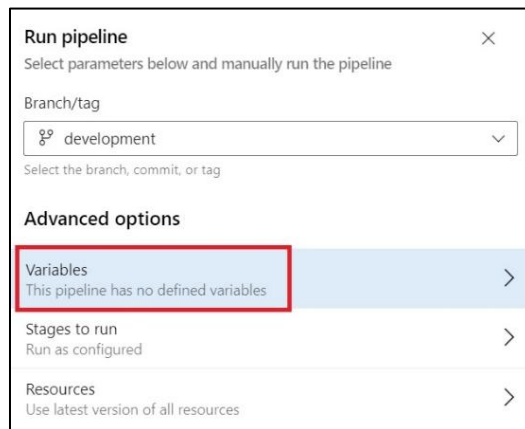 Run pipeline
Select parameters below and manually run the pipeline
Branch/tag
development
Select the branch, commit, or tag
Advanced options
Variables
This pipeline has no defined variables
Stages to run
Run as configured
Resources
Use latest version of all resources